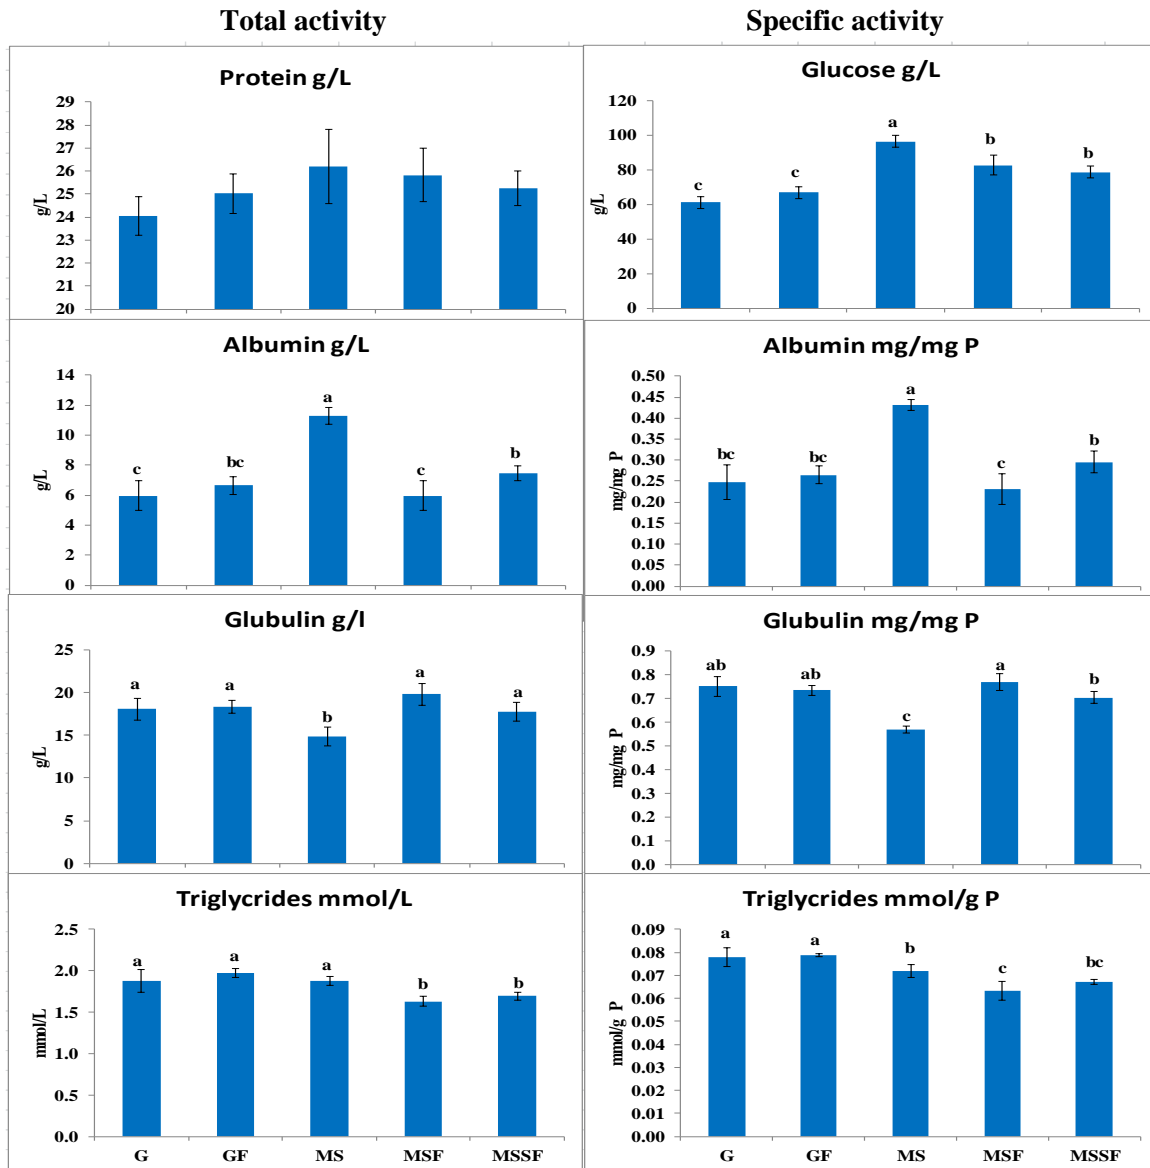 Total activity
Specific activity
Protein g/L
29
28
27
26
25
24
23
22
21
20
g/L
Glucose g/L
120
100
80
60
40
20
0
g/L
c
c
a
b
b
Albumin g/L
14
12
10
8
6
4
2
0
g/L
c
bc
a
c
b
Albumin mg/mg P
0.50
0.45
0.40
0.35
0.30
0.25
0.20
0.15
0.10
0.05
0.00
mg/mg P
bc
bc
a
c
b
Glubulin g/l
25
20
15
10
5
0
g/L
a
a
b
a
a
Glubulin mg/mg P
0.9
0.8
0.7
0.6
0.5
0.4
0.3
0.2
0.1
0.0
mg/mg P
ab
ab
c
a
b
Triglycrides mmol/L
2.5
2.0
1.5
1.0
0.5
0.0
mmol/L
a
a
a
b
b
G GF MS MSF MSSF
Triglycrides mmol/g P
0.09
0.08
0.07
0.06
0.05
0.04
0.03
0.02
0.01
0.00
mmol/g P
a
a
b
c
bc
G GF MS MSF MSSF